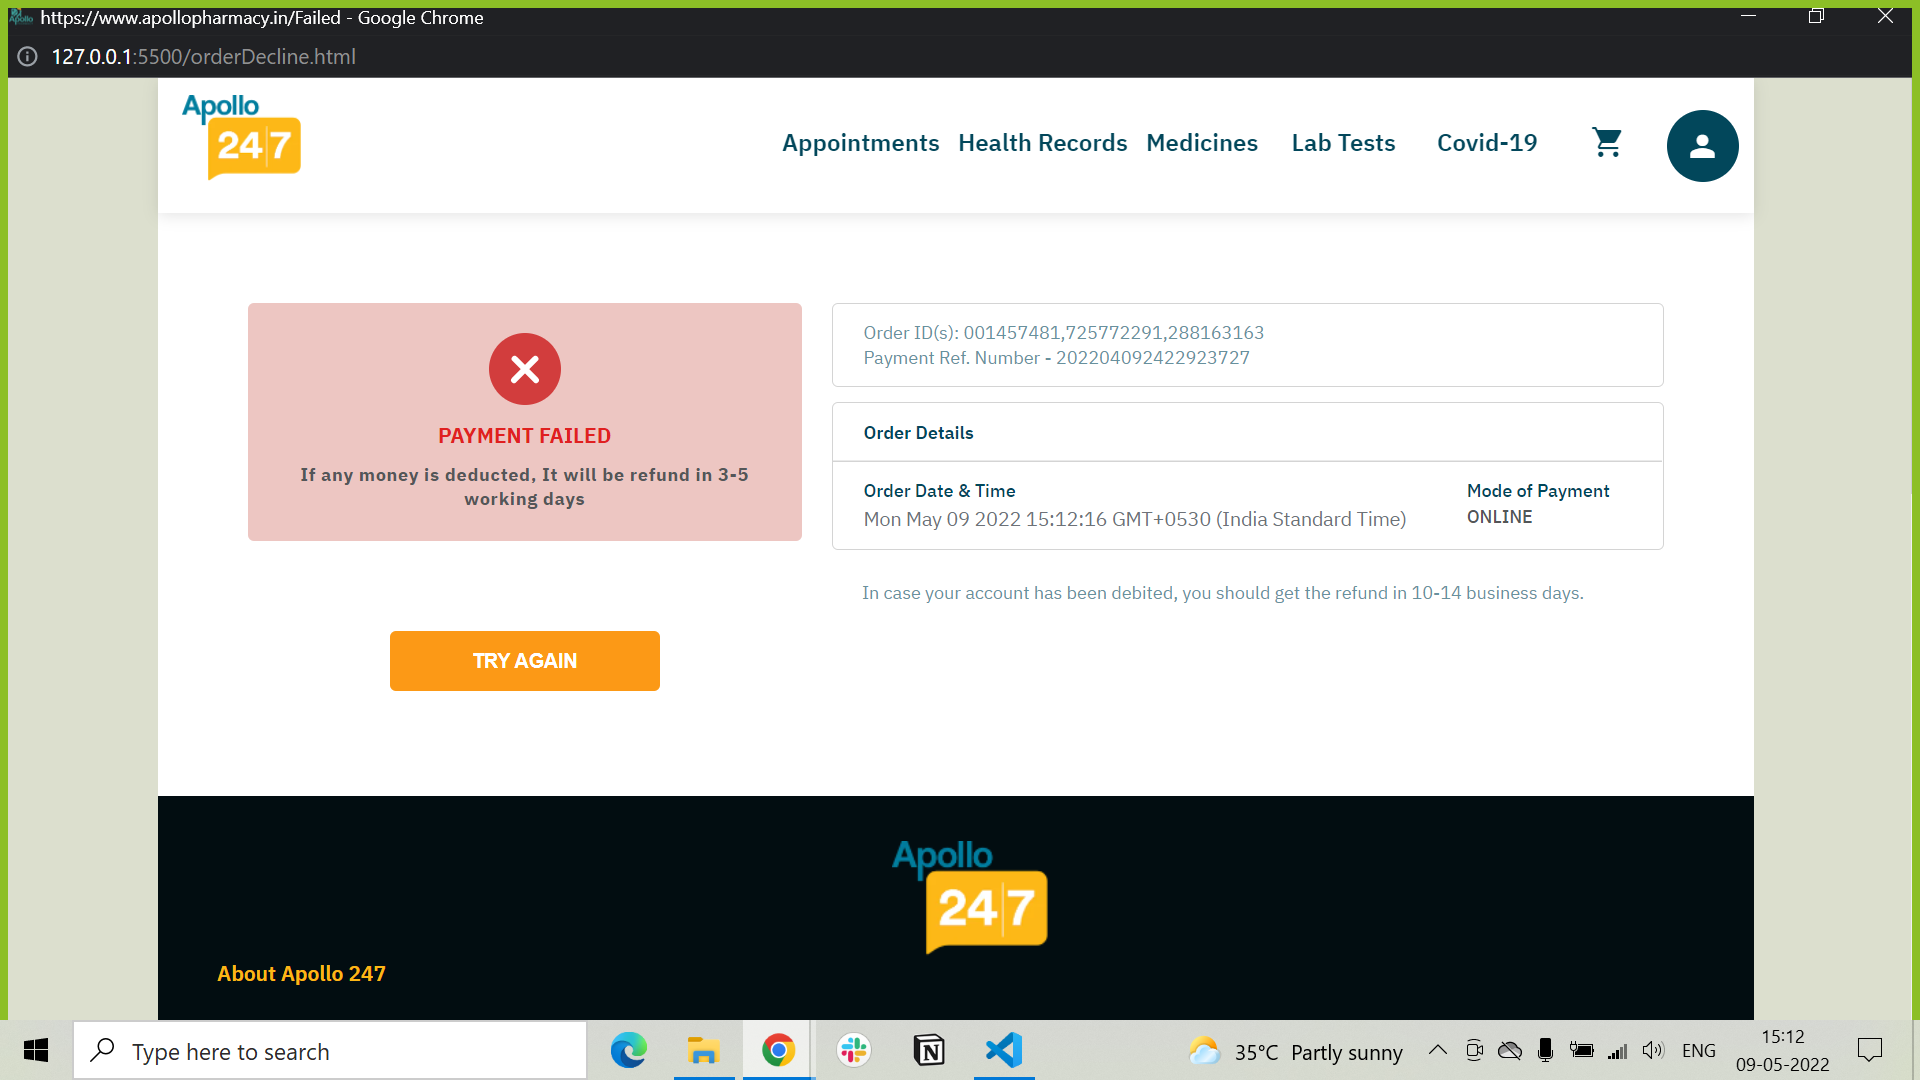 https://www.apollopharmacy.in/Failed - Google Chrome
127.0.0.1:5500/orderDecline.html
Apollo
24|7
Appointments Health Records Medicines Lab Tests Covid-19
PAYMENT FAILED
If any money is deducted, It will be refund in 3-5
working days
TRY AGAIN
Order ID(s): 001457481,725772291,288163163
Payment Ref. Number - 202204092422923727
Order Details
Order Date & Time
Mon May 09 2022 15:12:16 GMT+0530 (India Standard Time)
Mode of Payment
ONLINE
In case your account has been debited, you should get the refund in 10-14 business days.
Apollo
24|7
About Apollo 247
Type here to search
35°C Partly sunny
ENG
15:12
09-05-2022